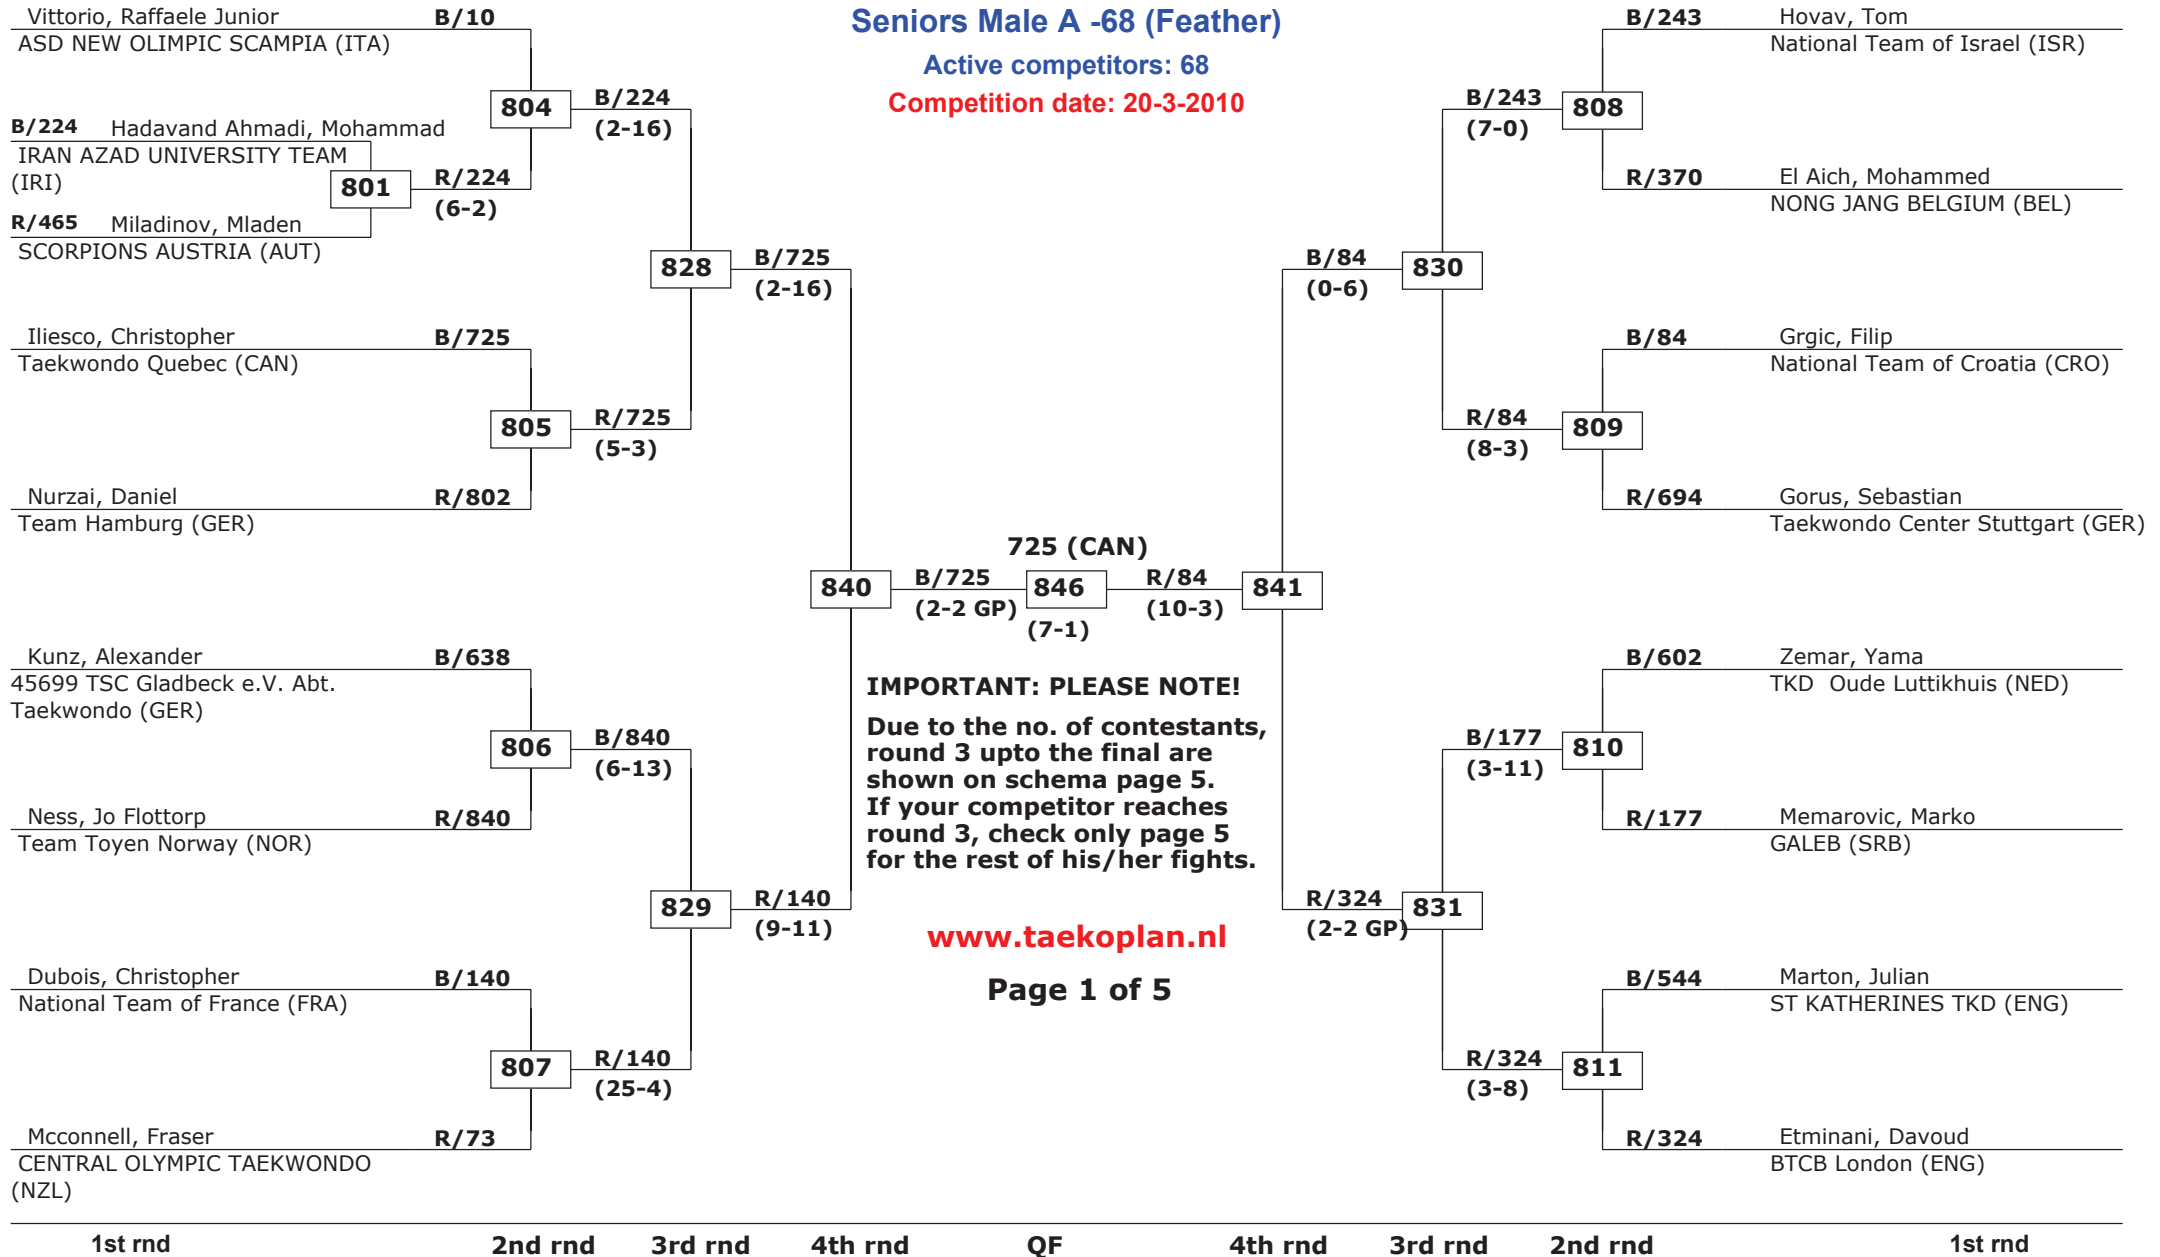 Seniors Male A -68 (Feather)
Active competitors: 68
Competition date: 20-3-2010
Vittorio, Raffaele Junior B/10
ASD NEW OLIMPIC SCAMPIA (ITA)
804
B/224
(2-16)
B/224 Hadavand Ahmadi, Mohammad
IRAN AZAD UNIVERSITY TEAM
(IRI)
801
R/224
(6-2)
R/465 Miladinov, Mladen
SCORPIONS AUSTRIA (AUT)
828
B/725
(2-16)
Iliesco, Christopher B/725
Taekwondo Quebec (CAN)
805
R/725
(5-3)
Nurzai, Daniel R/802
Team Hamburg (GER)
840
B/725
(2-2 GP)
Kunz, Alexander B/638
45699 TSC Gladbeck e.V. Abt.
Taekwondo (GER)
806
B/840
(6-13)
Ness, Jo Flottorp R/840
Team Toyen Norway (NOR)
829
R/140
(9-11)
Dubois, Christopher B/140
National Team of France (FRA)
807
R/140
(25-4)
Mcconnell, Fraser R/73
CENTRAL OLYMPIC TAEKWONDO
(NZL)
725 (CAN)
846
(7-1)
IMPORTANT: PLEASE NOTE!
Due to the no. of contestants,
round 3 upto the final are
shown on schema page 5.
If your competitor reaches
round 3, check only page 5
for the rest of his/her fights.
www.taekoplan.nl
Page 1 of 5
B/243 Hovav, Tom
National Team of Israel (ISR)
B/243
(7-0)
808
R/370 El Aich, Mohammed
NONG JANG BELGIUM (BEL)
B/84
(0-6)
830
B/84 Grgic, Filip
National Team of Croatia (CRO)
R/84
(8-3)
809
R/694 Gorus, Sebastian
Taekwondo Center Stuttgart (GER)
R/84
(10-3)
841
B/602 Zemar, Yama
TKD  Oude Luttikhuis (NED)
B/177
(3-11)
810
R/177 Memarovic, Marko
GALEB (SRB)
R/324
(2-2 GP)
831
B/544 Marton, Julian
ST KATHERINES TKD (ENG)
R/324
(3-8)
811
R/324 Etminani, Davoud
BTCB London (ENG)
1st rnd 2nd rnd 3rd rnd 4th rnd QF 4th rnd 3rd rnd 2nd rnd 1st rnd